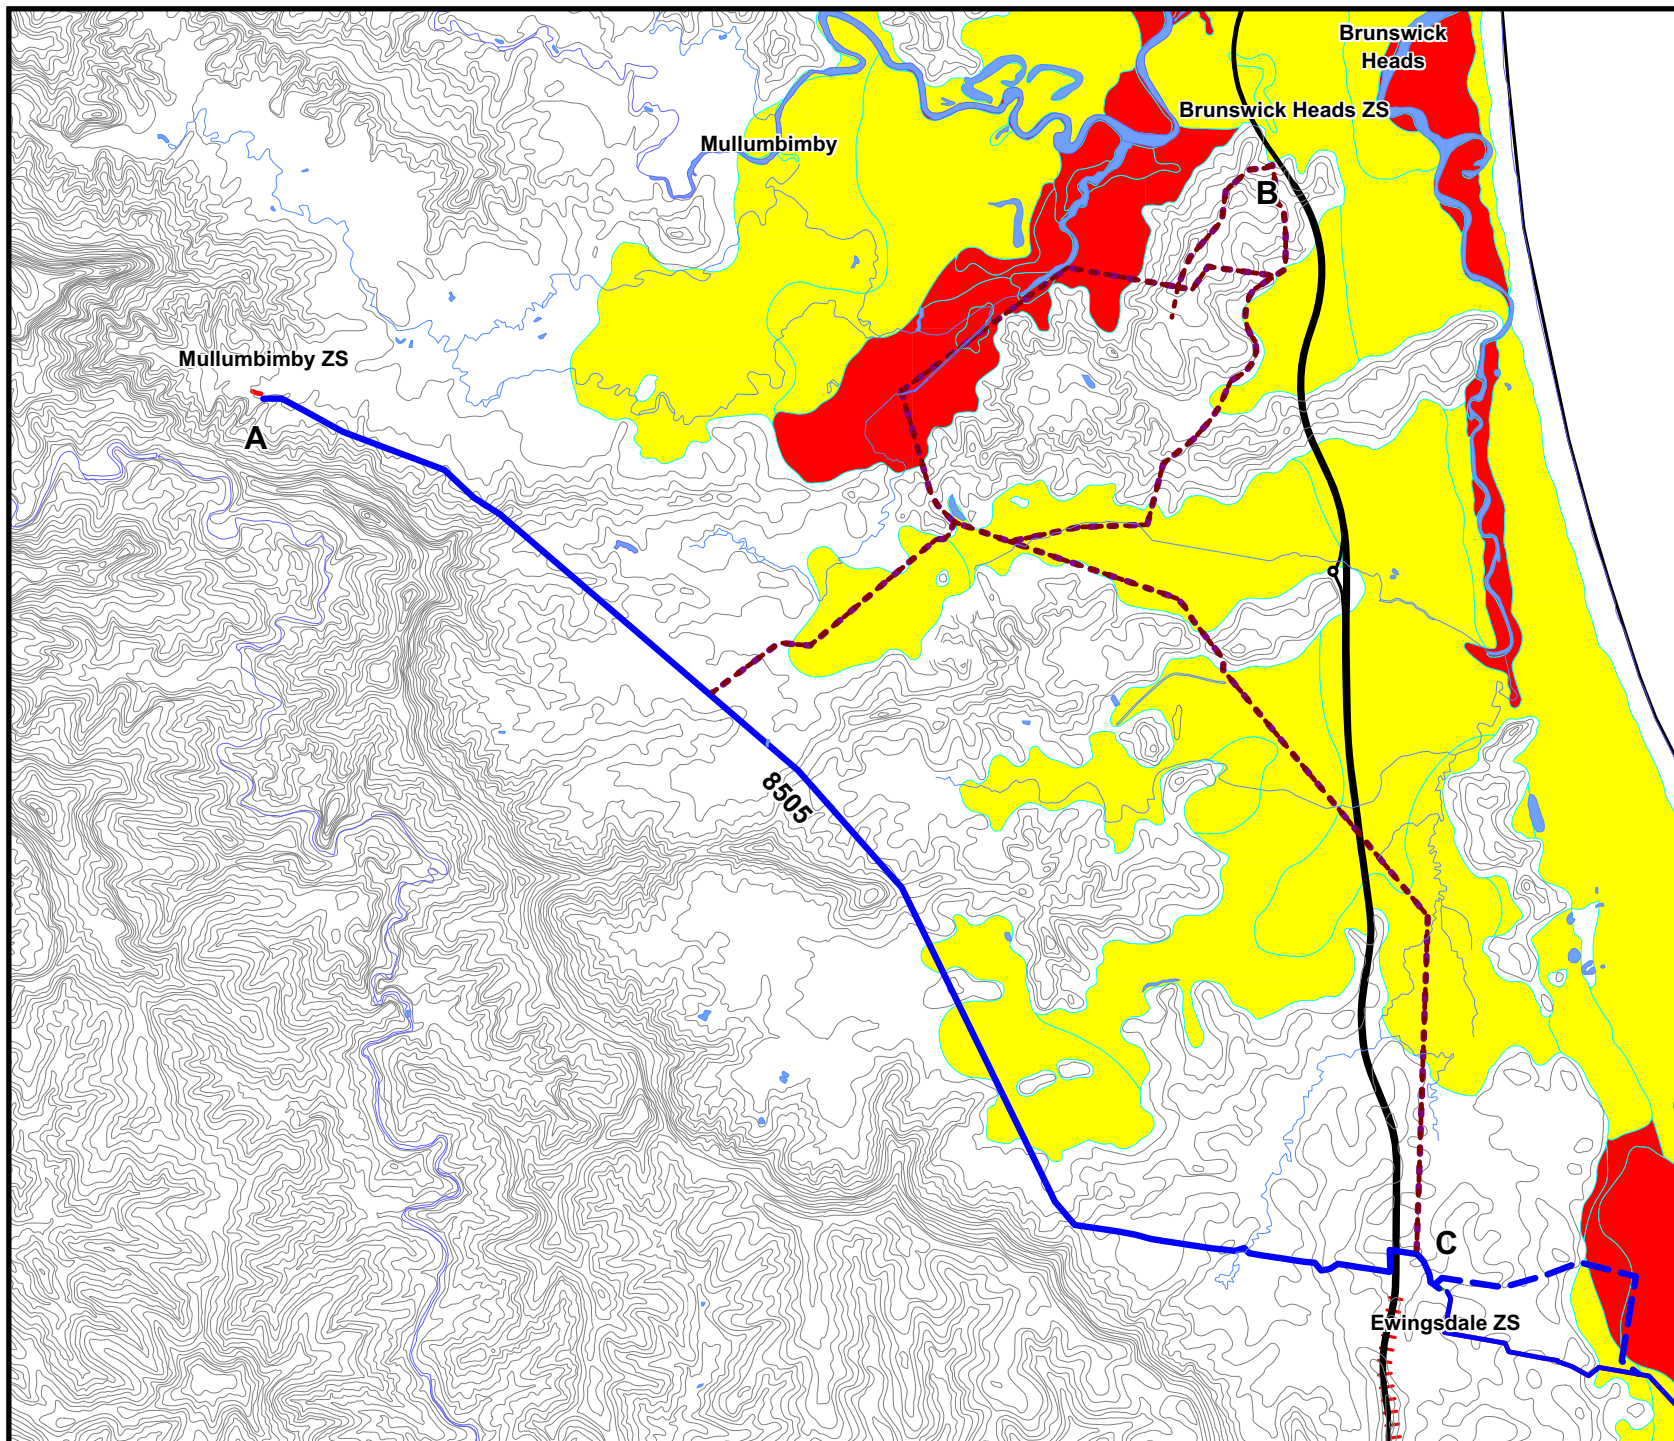 Brunswick
Heads
Brunswick Heads ZS
Mullumbimby
B
Mullumbimby ZS
A
8505
C
Ewingsdale ZS